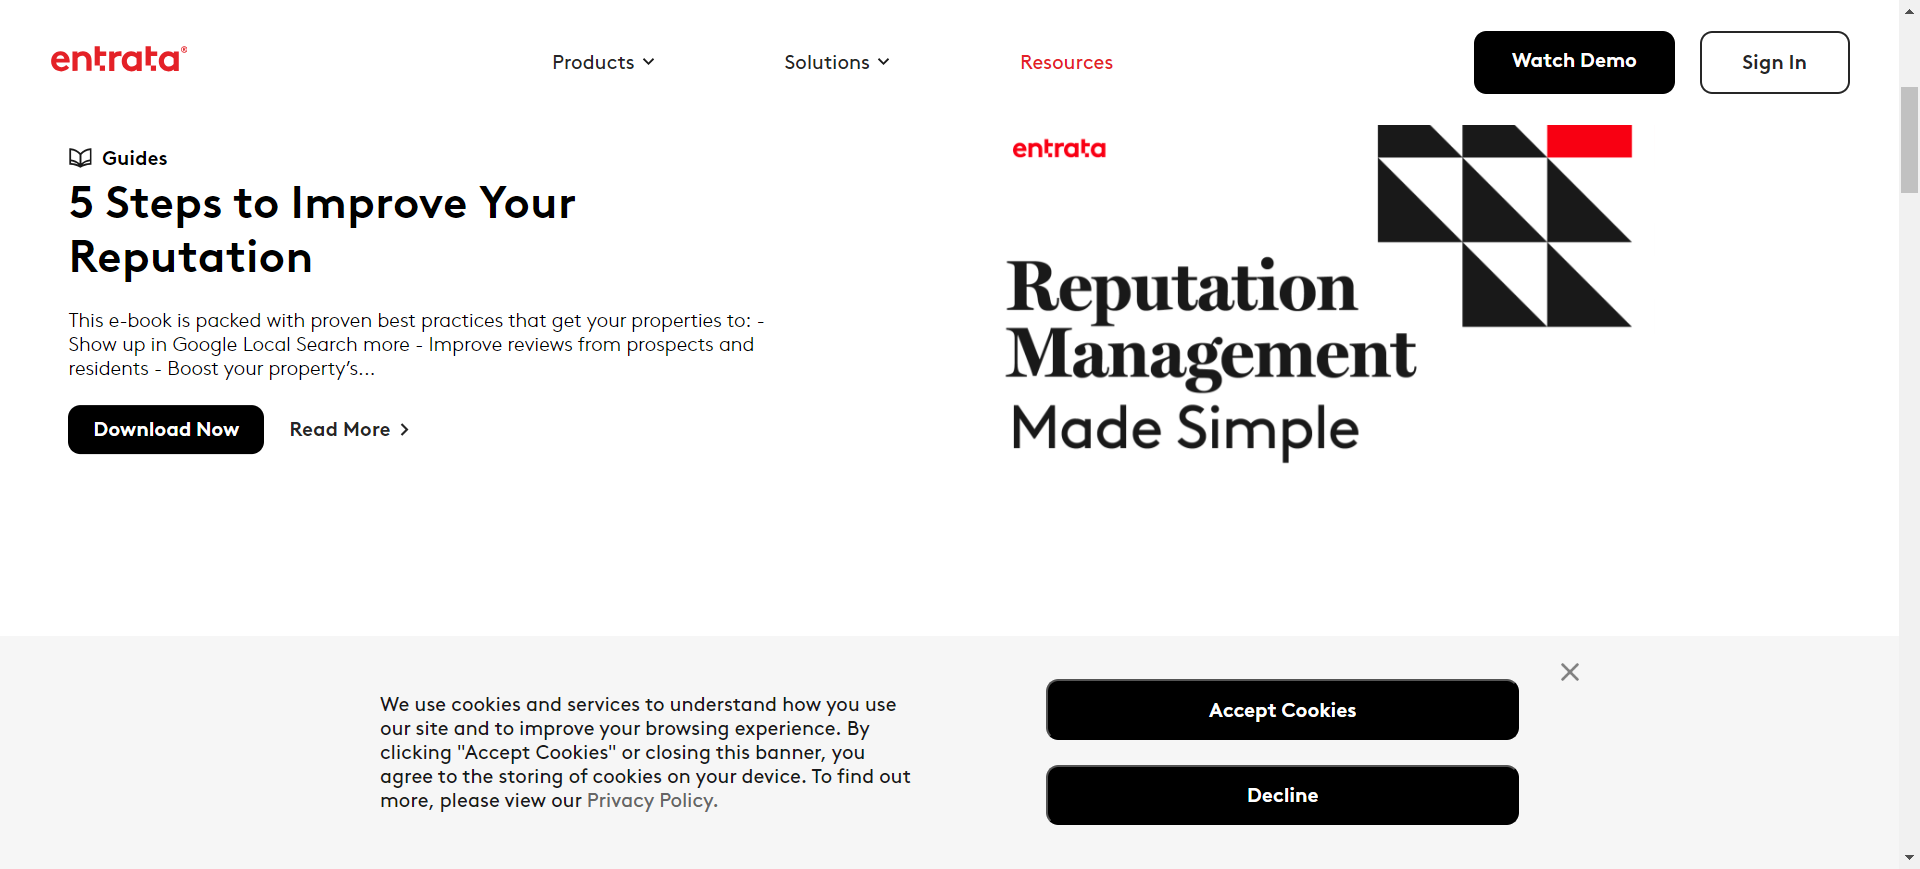 entrata®
Products
Solutions
Resources
Watch Demo
Sign In
Guides
5 Steps to Improve Your
Reputation
This e-book is packed with proven best practices that get your properties to: -
Show up in Google Local Search more - Improve reviews from prospects and
residents - Boost your property’s...
Download Now
Read More
entrata
Reputation
Management
Made Simple
We use cookies and services to understand how you use
our site and to improve your browsing experience. By
clicking "Accept Cookies" or closing this banner, you
agree to the storing of cookies on your device. To find out
more, please view our Privacy Policy.
Accept Cookies
Decline